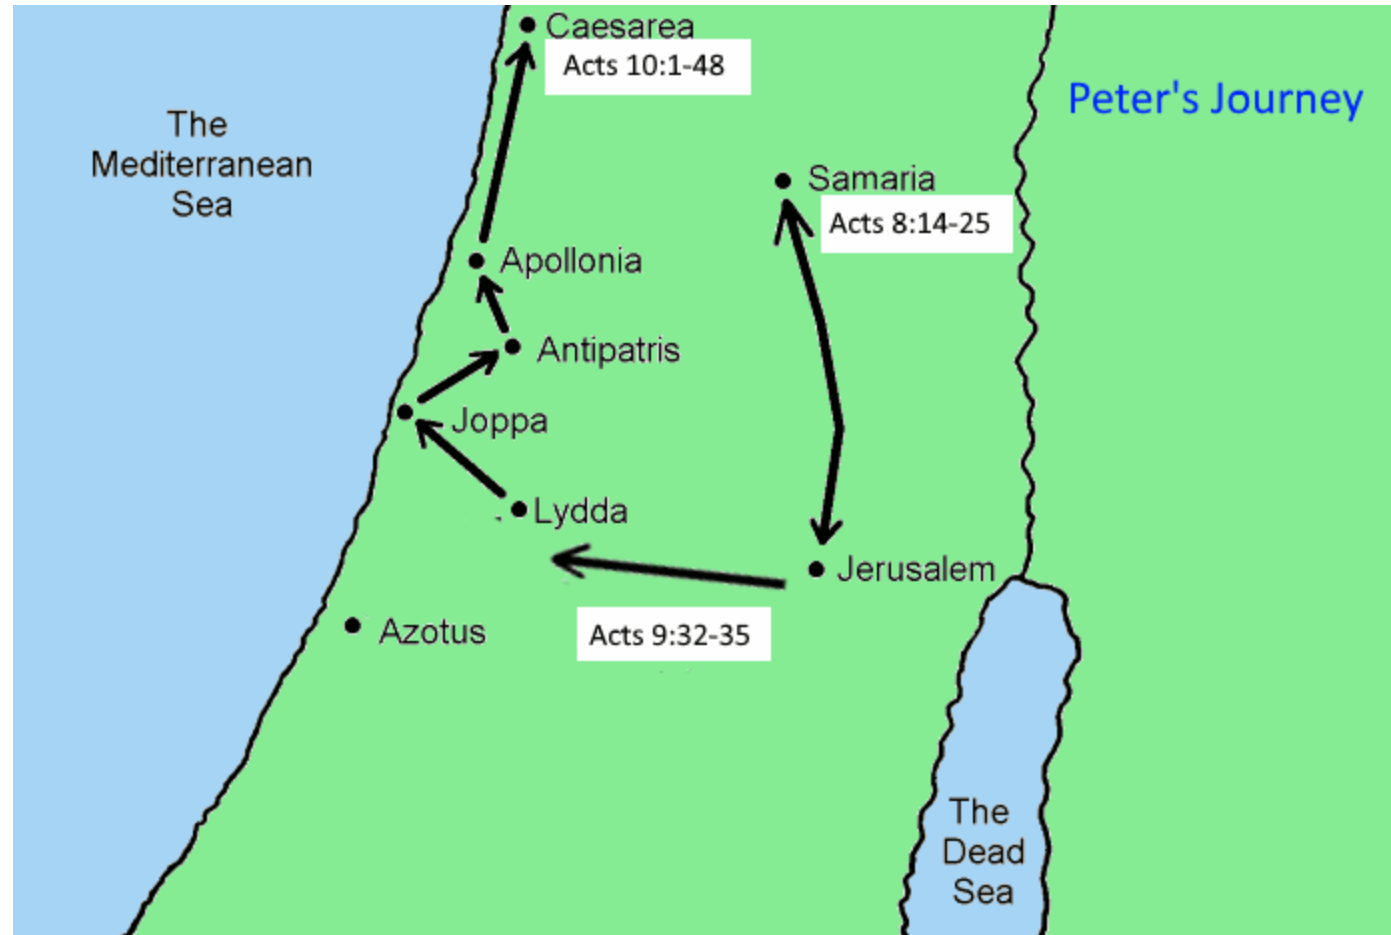 Caesarea
Acts 10:1-48
Peter's Journey
The
Mediterranean
Sea
Samaria
Acts 8:14-25
Apollonia
Antipatris
Joppa
Lydda
Jerusalem
Acts 9:32-35
Azotus
The
Dead
Sea